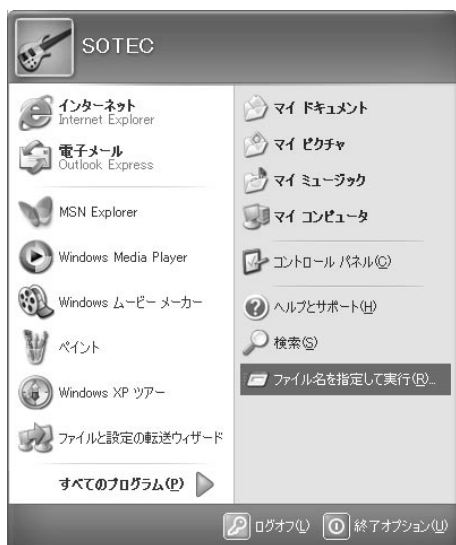 SOTEC
インターネット
Internet Explorer
電子メール
Outlook Express
MSN Explorer
Windows Media Player
Windows ムービー メーカー
ペイント
Windows XP ツアー
ファイルと設定の転送ウィザード
すべてのプログラム(P)
マイ ドキュメント
マイ ピクチャ
マイ ミュージック
マイ コンピュータ
コントロール パネル(C)
ヘルプとサポート(H)
検索(S)
ファイル名を指定して実行(R)...
ログオフ(L)
終了オプション(U)